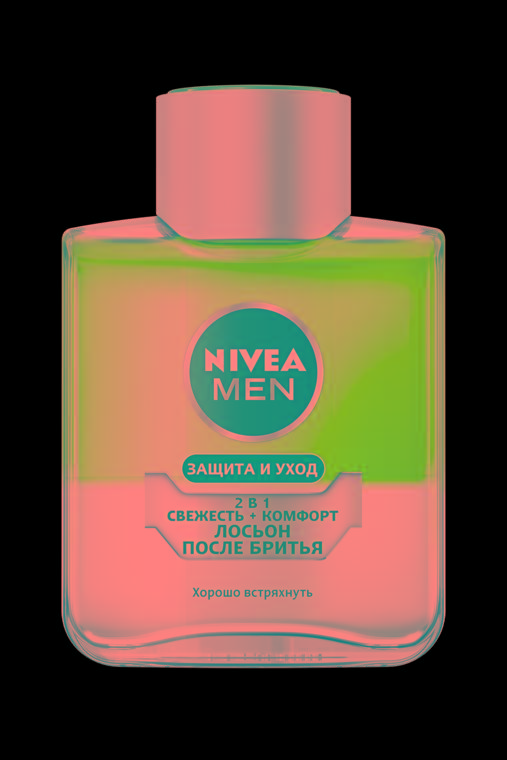 NIVEA
MEN
ЗАЩИТА И УХОД
2 В 1
СВЕЖЕСТЬ + КОМФОРТ
ЛОСЬОН
ПОСЛЕ БРИТЬЯ
Хорошо встряхнуть